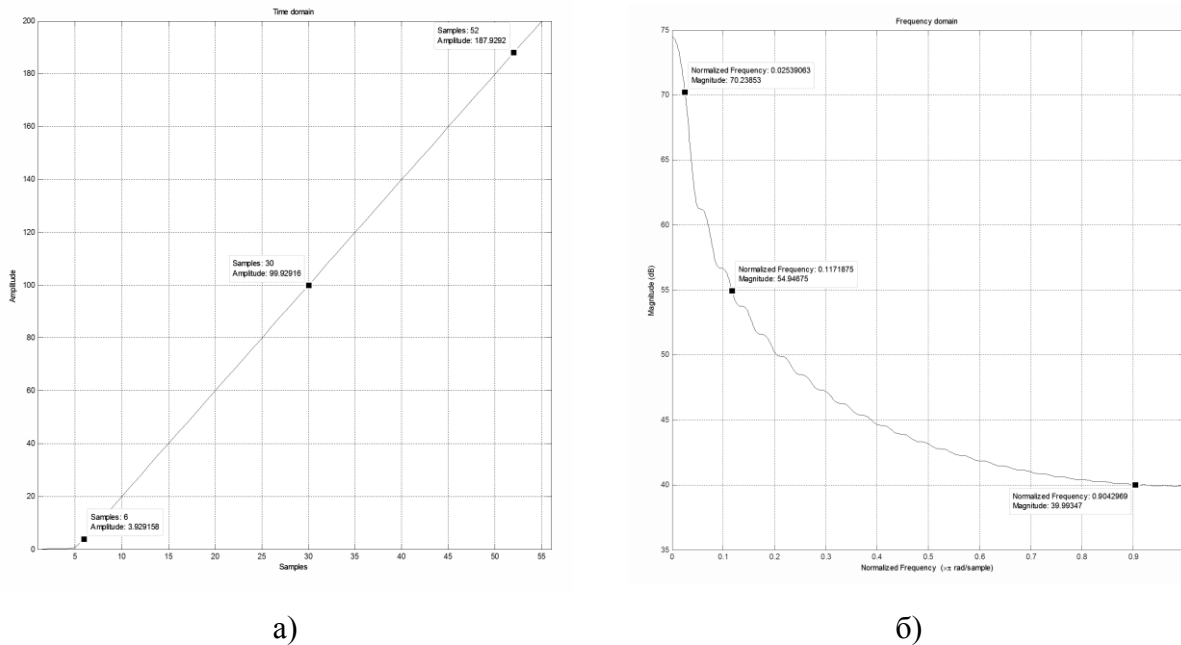 Time domain
200
180
160
140
120
100
80
60
40
20
0
Amplitude
Samples: 52
Amplitude: 187.9292
Samples: 30
Amplitude: 99.92916
Samples: 6
Amplitude: 3.929158
5 10 15 20 25 30 35 40 45 50 55
Samples
а)
Frequency domain
75
70
65
60
55
50
45
40
35
Magnitude (dB)
Normalized Frequency: 0.02539063
Magnitude: 70.23853
Normalized Frequency: 0.1171875
Magnitude: 54.94675
Normalized Frequency: 0.9042969
Magnitude: 39.99347
0 0.1 0.2 0.3 0.4 0.5 0.6 0.7 0.8 0.9
Normalized Frequency (×π rad/sample)
б)